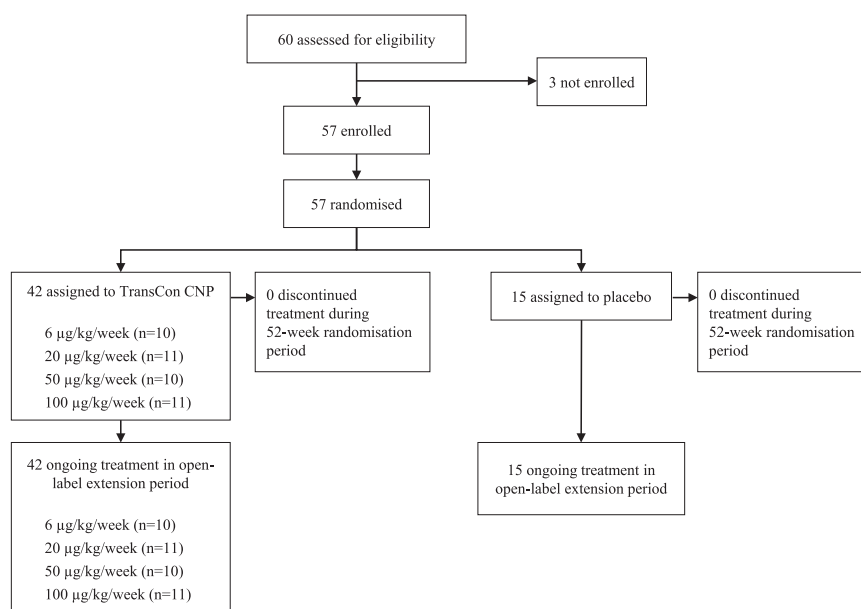 60 assessed for eligibility
3 not enrolled
57 enrolled
57 randomised
42 assigned to TransCon CNP
6 µg/kg/week (n=10)
20 µg/kg/week (n=11)
50 µg/kg/week (n=10)
100 µg/kg/week (n=11)
0 discontinued
treatment during
52-week randomisation
period
15 assigned to placebo
0 discontinued
treatment during
52-week randomisation
period
42 ongoing treatment in open-
label extension period
6 µg/kg/week (n=10)
20 µg/kg/week (n=11)
50 µg/kg/week (n=10)
100 µg/kg/week (n=11)
15 ongoing treatment in
open-label extension period